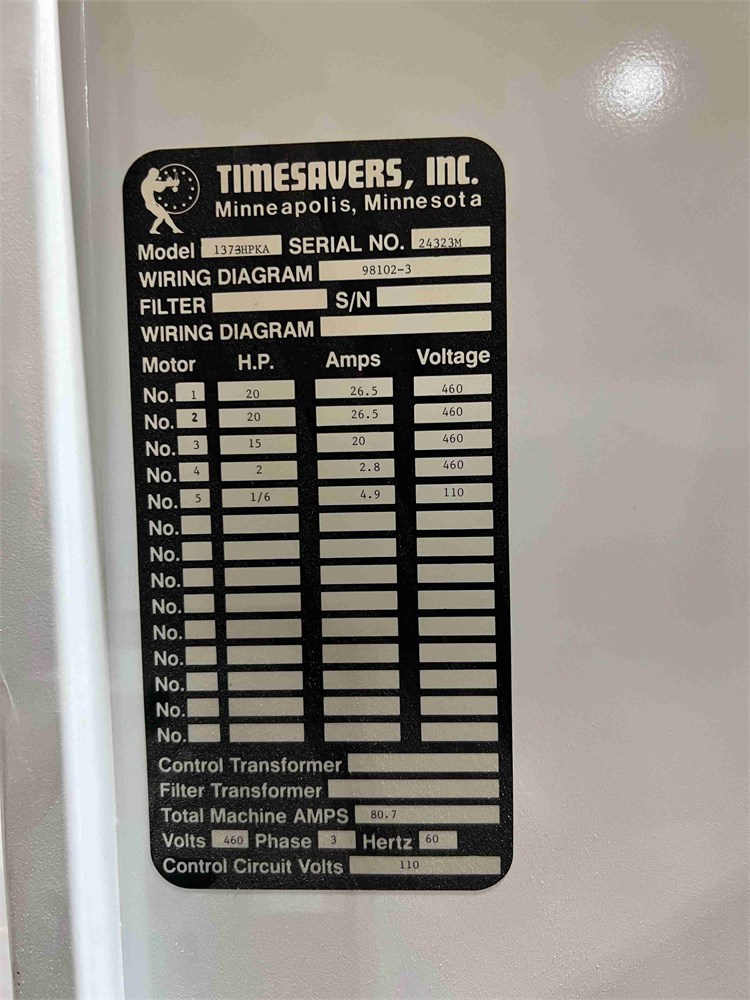 TIMESAVERS, INC.
Minneapolis, Minnesota
Model 1373HPKA SERIAL NO. 24323M
WIRING DIAGRAM 98102-3
FILTER S/N
WIRING DIAGRAM
Motor H.P. Amps Voltage
No. 1 20 26.5 460
No. 2 20 26.5 460
No. 3 15 20 460
No. 4 2 2.8 460
No. 5 1/6 4.9 110
No.
No.
No.
No.
No.
No.
No.
No.
No.
Control Transformer
Filter Transformer
Total Machine AMPS 80.7
Volts 460 Phase 3 Hertz 60
Control Circuit Volts 110